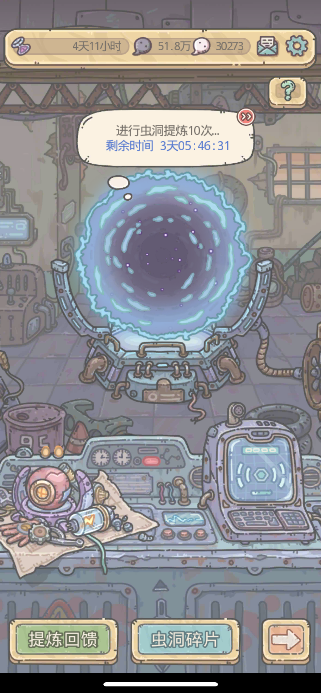 4天11小时 51.8万 30273
?
进行虫洞提炼10次...
剩余时间 3天05:46:31
提炼回馈 虫洞碎片